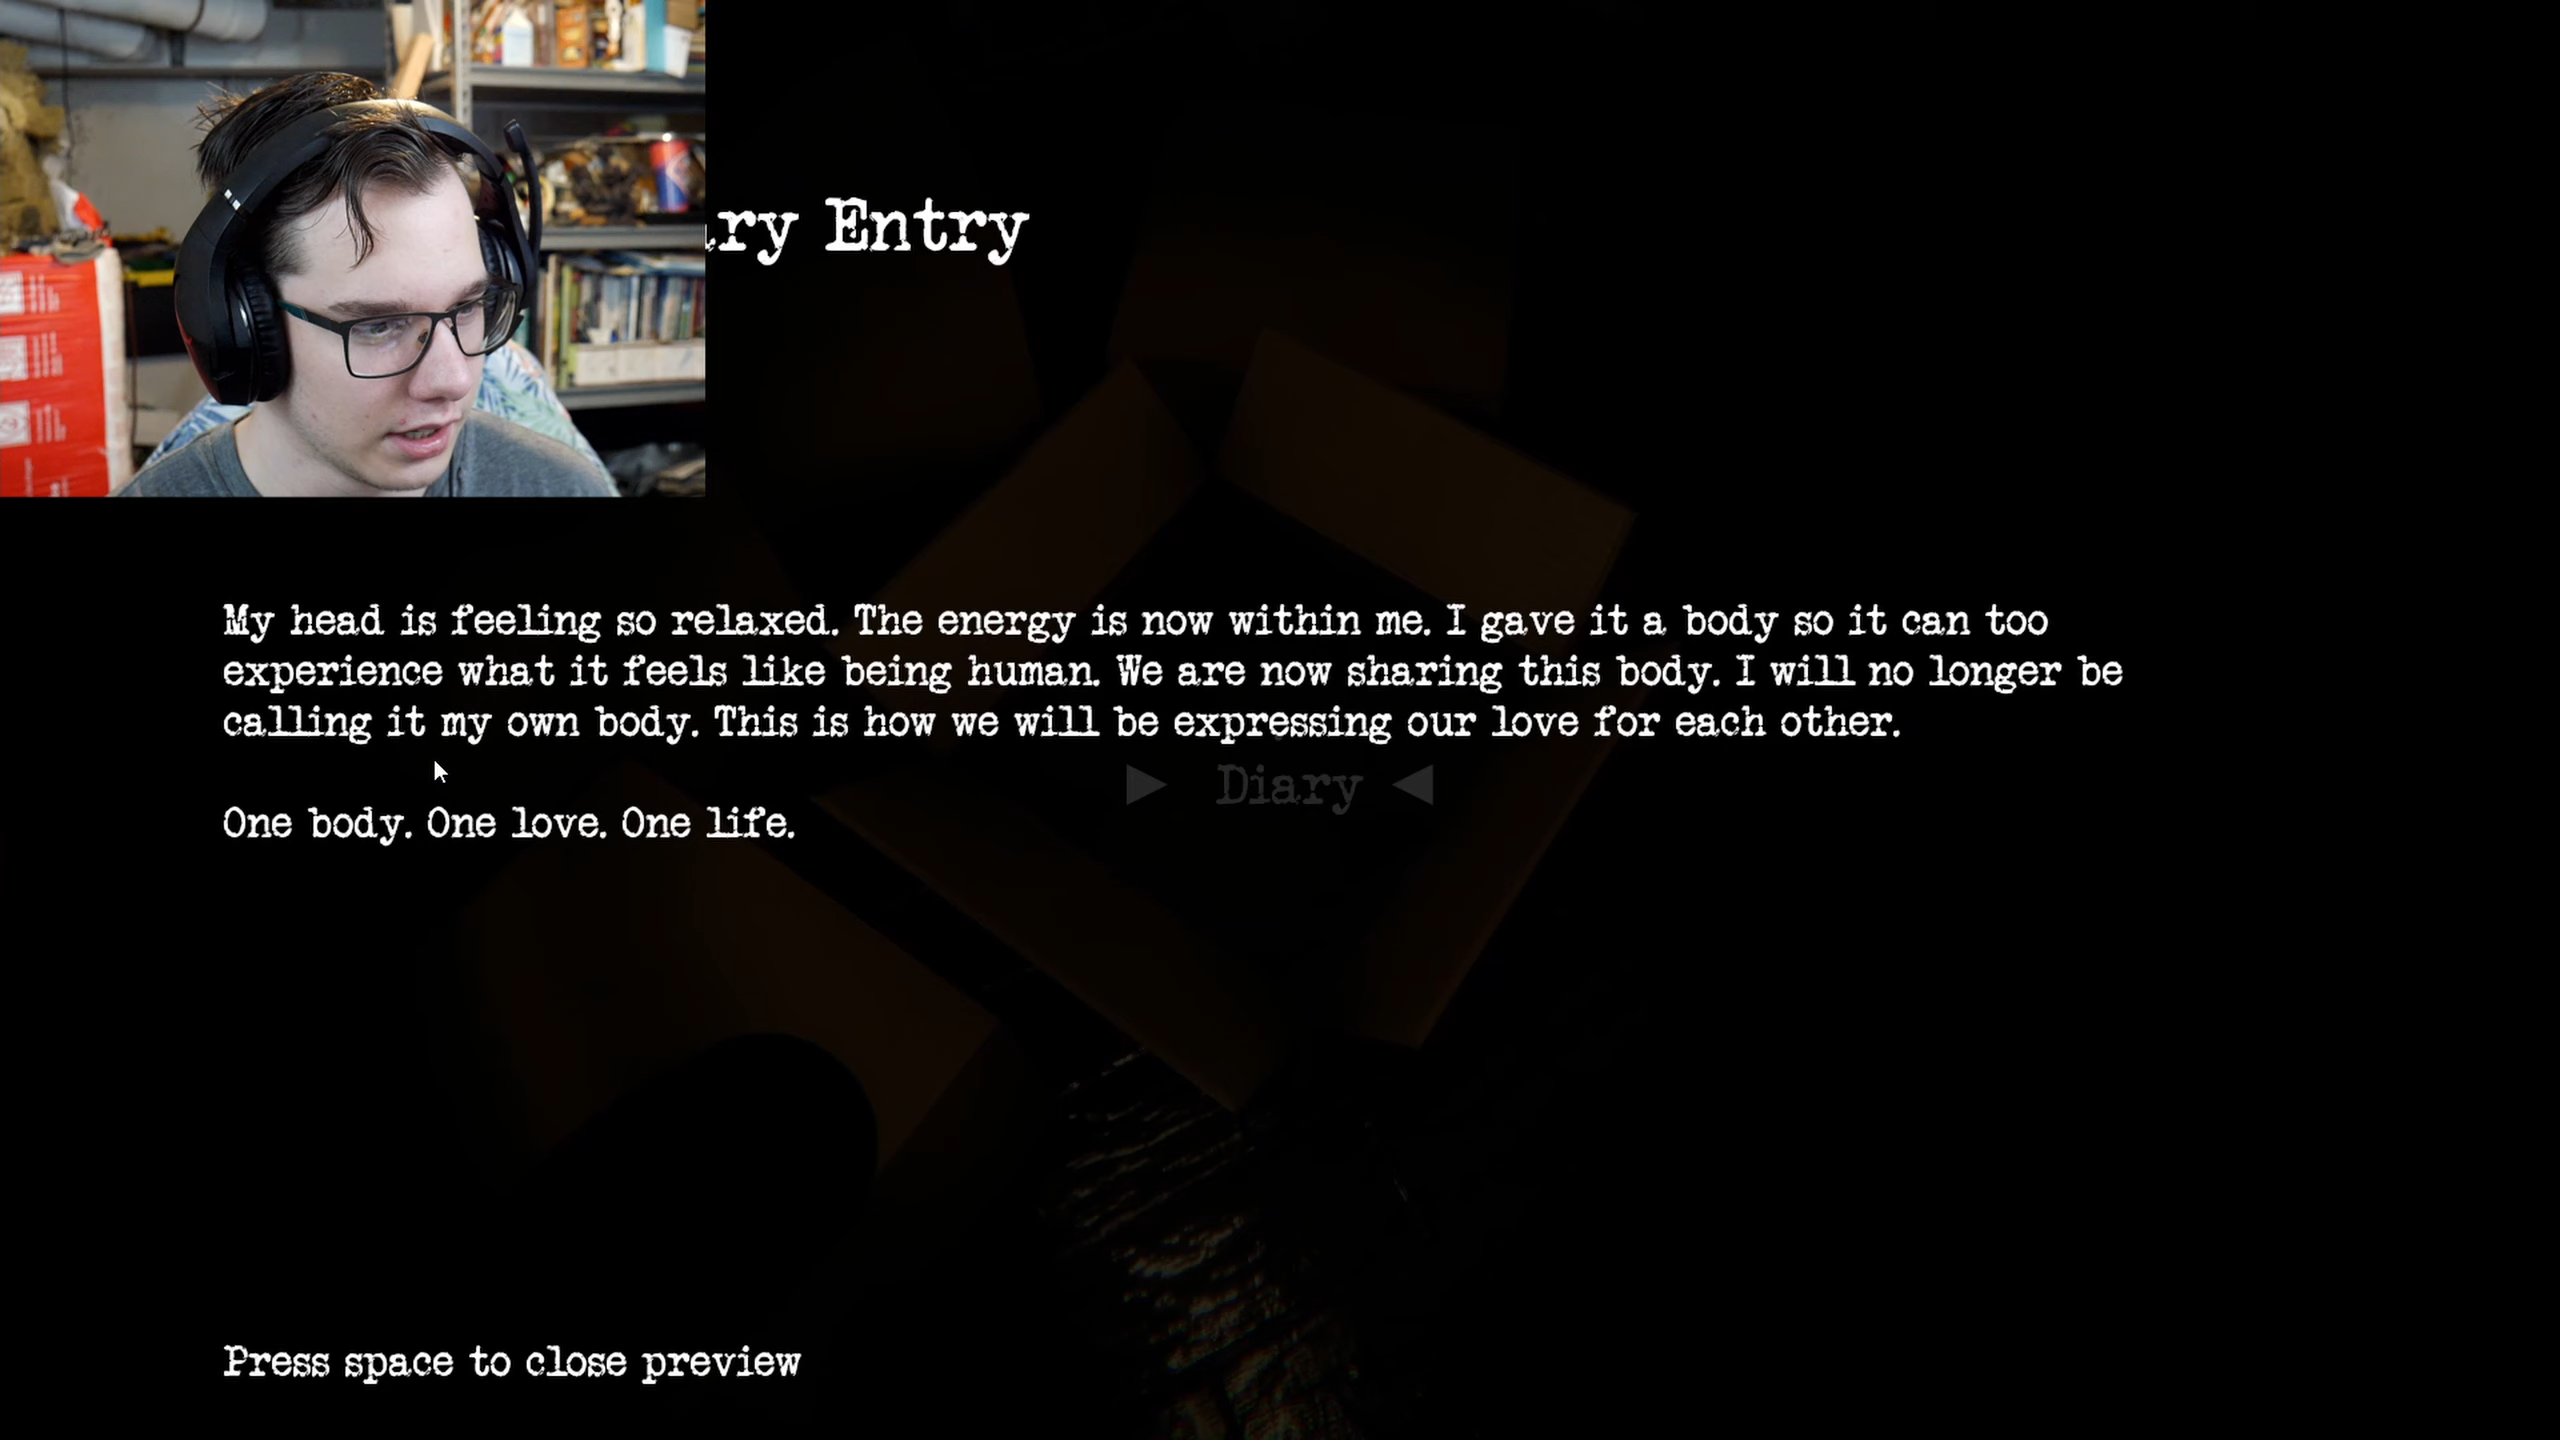 Entry
My head is feeling so relaxed. The energy is now within me. I gave it a body so it can too
experience what it feels like being human. We are now sharing this body. I will no longer be
calling it my own body. This is how we will be expressing our love for each other.
Diary
One body. One love. One life.
Press space to close preview